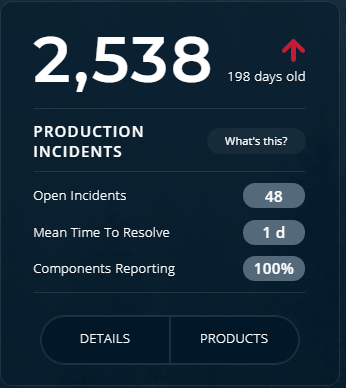 2,538
198 days old
PRODUCTION
INCIDENTS
What's this?
Open Incidents 48
Mean Time To Resolve 1 d
Components Reporting 100%
DETAILS PRODUCTS